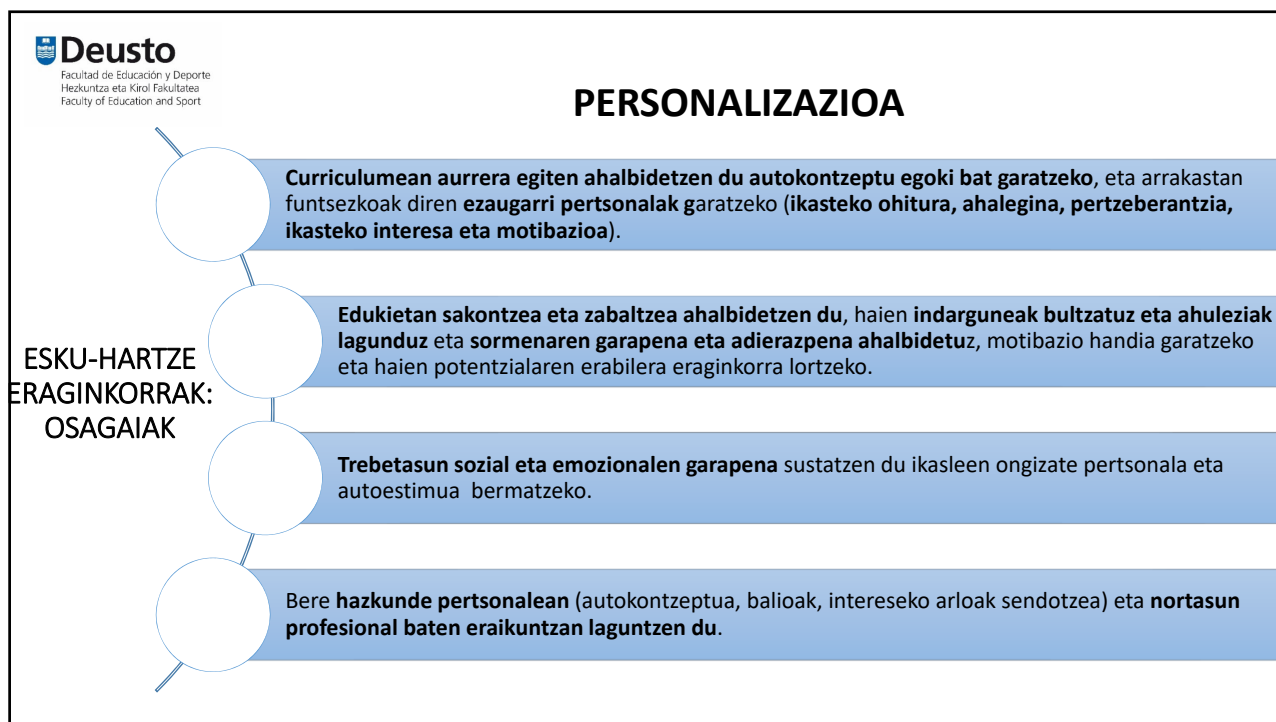 Deusto
Facultad de Educación y Deporte
Hezkuntza eta Kirol Fakultatea
Faculty of Education and Sport
PERSONALIZAZIOA
ESKU-HARTZE
ERAGINKORRAK:
OSAGAIAK
Curriculumean aurrera egiten ahalbidetzen du autokontzeptu egoki bat garatzeko, eta arrakastan
funtsezkoak diren ezaugarri pertsonalak garatzeko (ikasteko ohitura, ahalegina, pertzeberantzia,
ikasteko interesa eta motibazioa).
Edukietan sakontzea eta zabaltzea ahalbidetzen du, haien indarguneak bultzatuz eta ahuleziak
lagunduz eta sormenaren garapena eta adierazpena ahalbidetuz, motibazio handia garatzeko
eta haien potentzialaren erabilera eraginkorra lortzeko.
Trebetasun sozial eta emozionalen garapena sustatzen du ikasleen ongizate pertsonala eta
autoestimua bermatzeko.
Bere hazkunde pertsonalean (autokontzeptua, balioak, intereseko arloak sendotzea) eta nortasun
profesional baten eraikuntzan laguntzen du.